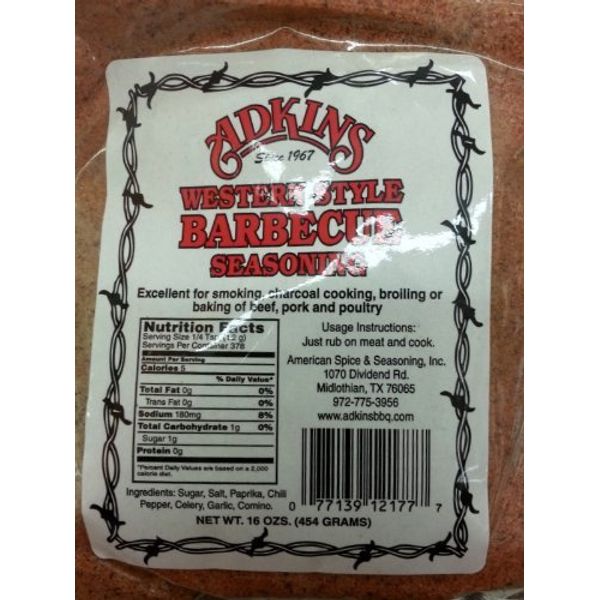 ADKINS
Since 1967
WESTERN STYLE
BARBECUE
SEASONING
Excellent for smoking, charcoal cooking, broiling or
baking of beef, pork and poultry
Nutrition Facts
Serving Size 1/4 Tsp (1.2 g)
Servings Per Container 378
Amount Per Serving
Calories 5
% Daily Value*
Total Fat 0g 0%
Trans Fat 0g 0%
Sodium 180mg 8%
Total Carbohydrate 1g 0%
Sugar 1g
Protein 0g
*Percent Daily Values are based on a 2,000
calorie diet.
Usage Instructions:
Just rub on meat and cook.
American Spice & Seasoning, Inc.
1070 Dividend Rd.
Midlothian, TX 76065
972-775-3956
www.adkinsbbq.com
Ingredients: Sugar, Salt, Paprika, Chili
Pepper, Celery, Garlic, Comino.
0 77139 12177 7
NET WT. 16 OZS. (454 GRAMS)